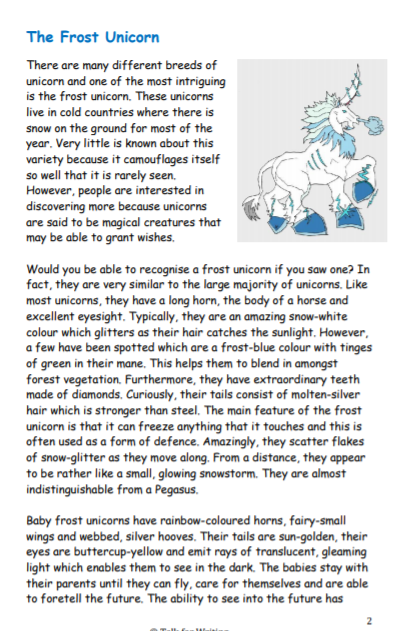 The Frost Unicorn
There are many different breeds of
unicorn and one of the most intriguing
is the frost unicorn. These unicorns
live in cold countries where there is
snow on the ground for most of the
year. Very little is known about this
variety because it camouflages itself
so well that it is rarely seen.
However, people are interested in
discovering more because unicorns
are said to be magical creatures that
may be able to grant wishes.
Would you be able to recognise a frost unicorn if you saw one? In
fact, they are very similar to the large majority of unicorns. Like
most unicorns, they have a long horn, the body of a horse and
excellent eyesight. Typically, they are an amazing snow-white
colour which glitters as their hair catches the sunlight. However,
a few have been spotted which are a frost-blue colour with tinges
of green in their mane. This helps them to blend in amongst
forest vegetation. Furthermore, they have extraordinary teeth
made of diamonds. Curiously, their tails consist of molten-silver
hair which is stronger than steel. The main feature of the frost
unicorn is that it can freeze anything that it touches and this is
often used as a form of defence. Amazingly, they scatter flakes
of snow-glitter as they move along. From a distance, they appear
to be rather like a small, glowing snowstorm. They are almost
indistinguishable from a Pegasus.
Baby frost unicorns have rainbow-coloured horns, fairy-small
wings and webbed, silver hooves. Their tails are sun-golden, their
eyes are buttercup-yellow and emit rays of translucent, gleaming
light which enables them to see in the dark. The babies stay with
their parents until they can fly, care for themselves and are able
to foretell the future. The ability to see into the future has
2
© Talk for Writing